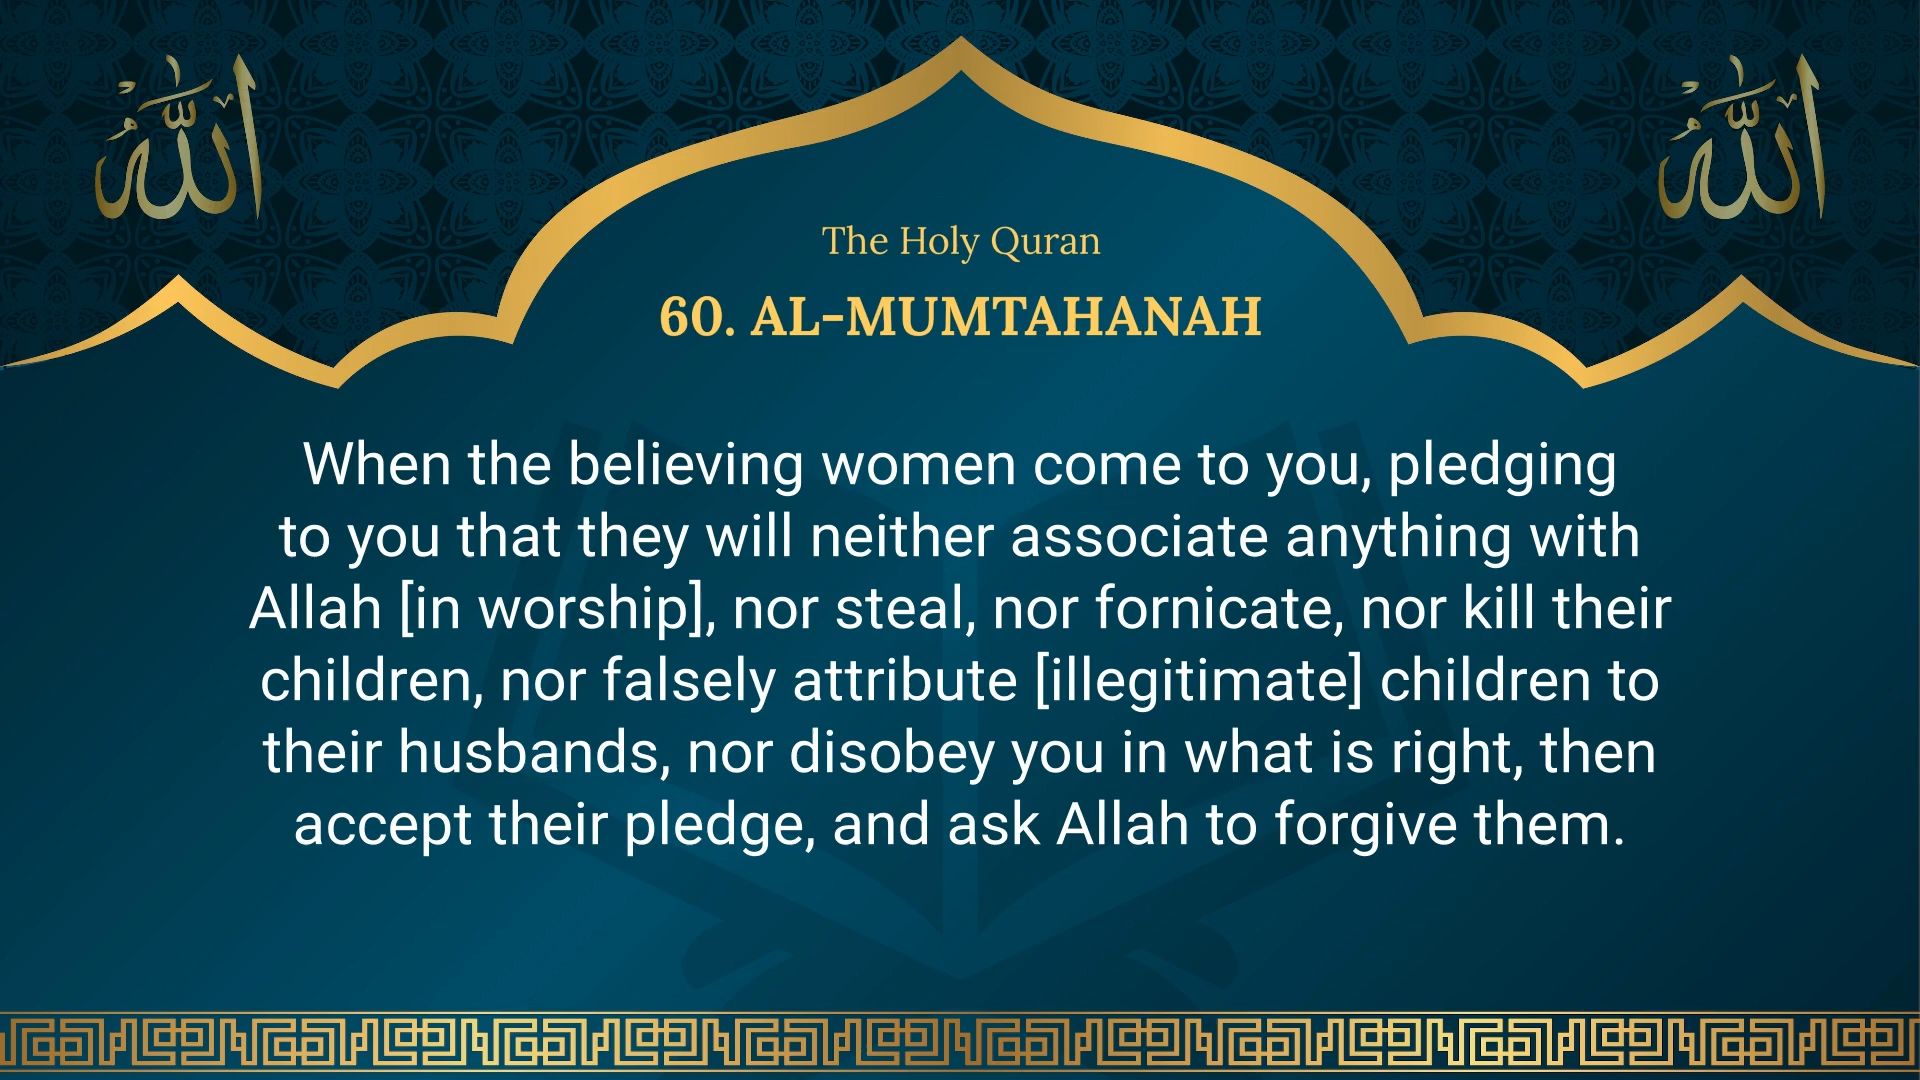 الله
الله
The Holy Quran
60. AL-MUMTAHANAH
When the believing women come to you, pledging
to you that they will neither associate anything with
Allah [in worship], nor steal, nor fornicate, nor kill their
children, nor falsely attribute [illegitimate] children to
their husbands, nor disobey you in what is right, then
accept their pledge, and ask Allah to forgive them.